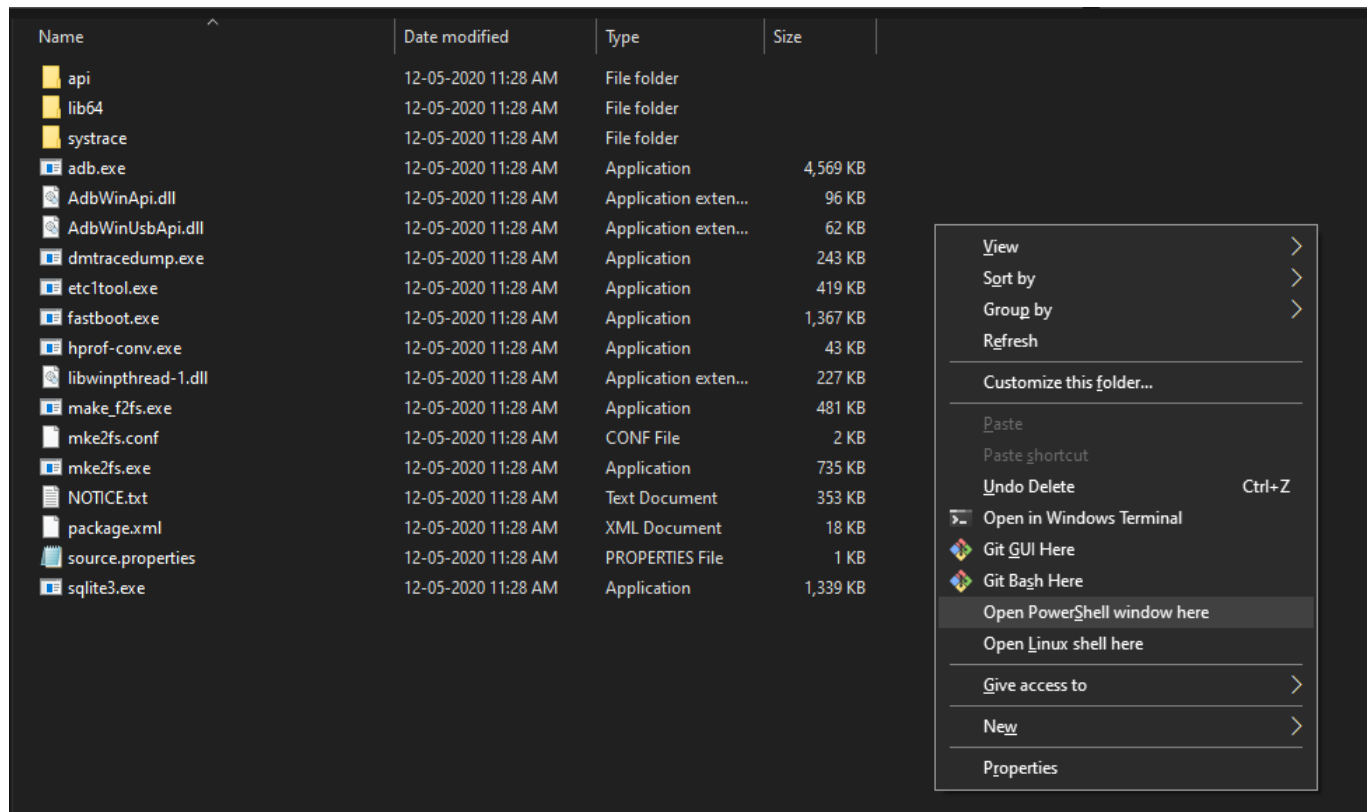 Name Date modified Type Size
api 12-05-2020 11:28 AM File folder
lib64 12-05-2020 11:28 AM File folder
systrace 12-05-2020 11:28 AM File folder
adb.exe 12-05-2020 11:28 AM Application 4,569 KB
AdbWinApi.dll 12-05-2020 11:28 AM Application exten... 96 KB
AdbWinUsbApi.dll 12-05-2020 11:28 AM Application exten... 62 KB
dmtracedump.exe 12-05-2020 11:28 AM Application 243 KB
etc1tool.exe 12-05-2020 11:28 AM Application 419 KB
fastboot.exe 12-05-2020 11:28 AM Application 1,367 KB
hprof-conv.exe 12-05-2020 11:28 AM Application 43 KB
libwinpthread-1.dll 12-05-2020 11:28 AM Application exten... 227 KB
make_f2fs.exe 12-05-2020 11:28 AM Application 481 KB
mke2fs.conf 12-05-2020 11:28 AM CONF File 2 KB
mke2fs.exe 12-05-2020 11:28 AM Application 735 KB
NOTICE.txt 12-05-2020 11:28 AM Text Document 353 KB
package.xml 12-05-2020 11:28 AM XML Document 18 KB
source.properties 12-05-2020 11:28 AM PROPERTIES File 1 KB
sqlite3.exe 12-05-2020 11:28 AM Application 1,339 KB
View
Sort by
Group by
Refresh
Customize this folder...
Paste
Paste shortcut
Undo Delete Ctrl+Z
Open in Windows Terminal
Git GUI Here
Git Bash Here
Open PowerShell window here
Open Linux shell here
Give access to
New
Properties